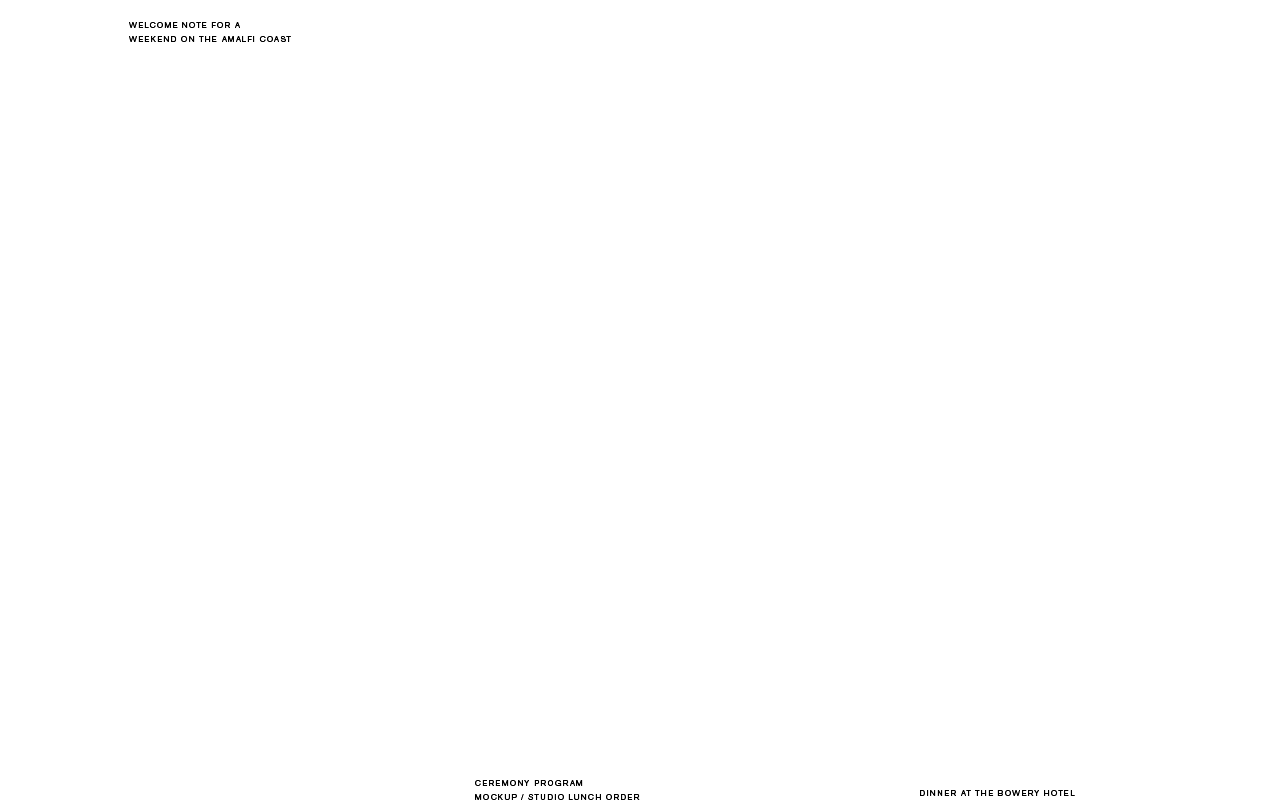 WELCOME NOTE FOR A
WEEKEND ON THE AMALFI COAST
CEREMONY PROGRAM
MOCKUP / STUDIO LUNCH ORDER
DINNER AT THE BOWERY HOTEL